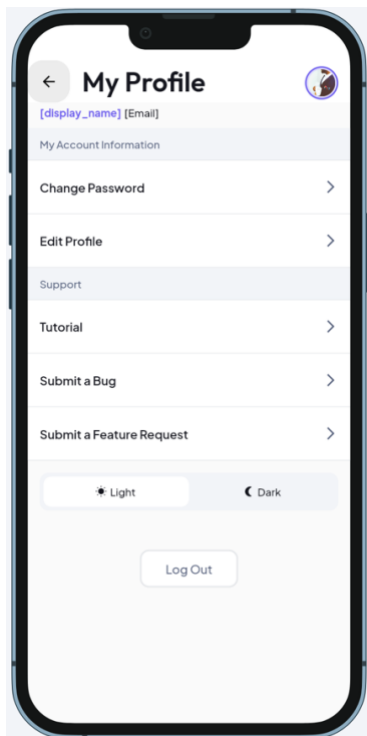 My Profile
[display_name] [Email]
My Account Information
Change Password
Edit Profile
Support
Tutorial
Submit a Bug
Submit a Feature Request
Light Dark
Log Out